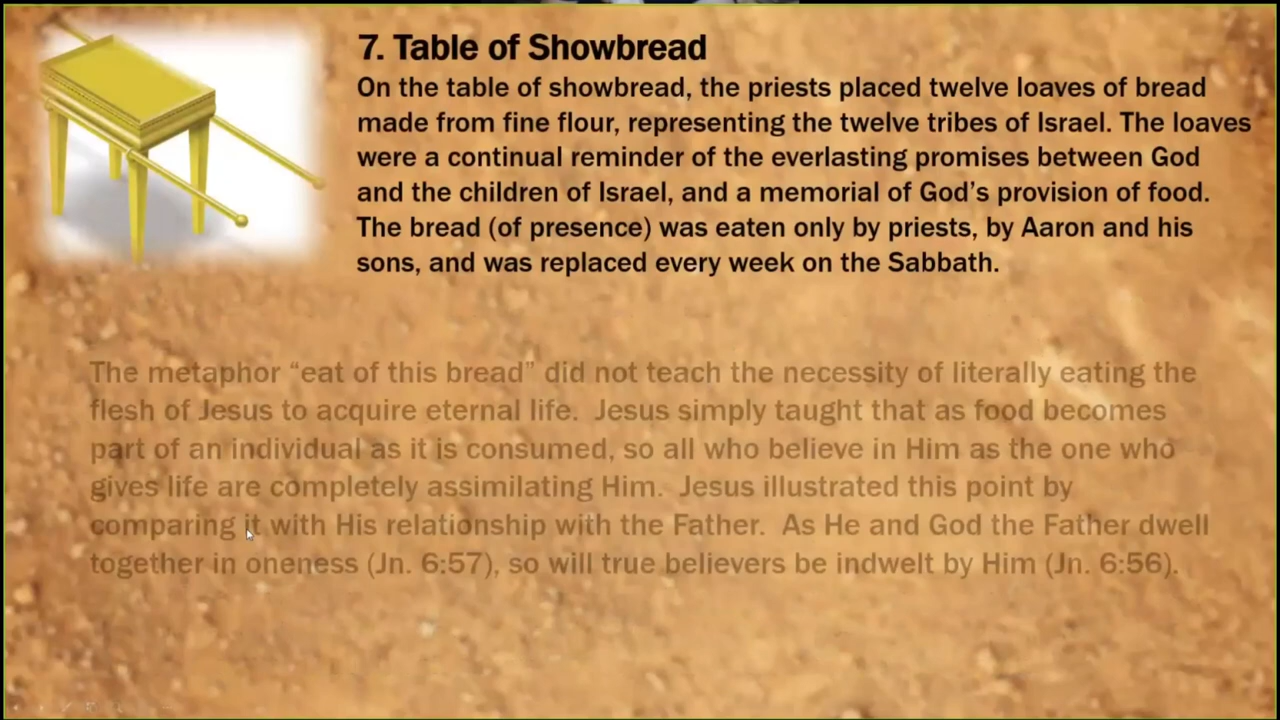 7. Table of Showbread
On the table of showbread, the priests placed twelve loaves of bread
made from fine flour, representing the twelve tribes of Israel. The loaves
were a continual reminder of the everlasting promises between God
and the children of Israel, and a memorial of God’s provision of food.
The bread (of presence) was eaten only by priests, by Aaron and his
sons, and was replaced every week on the Sabbath.
The metaphor “eat of this bread” did not teach the necessity of literally eating the
flesh of Jesus to acquire eternal life.  Jesus simply taught that as food becomes
part of an individual as it is consumed, so all who believe in Him as the one who
gives life are completely assimilating Him.  Jesus illustrated this point by
comparing it with His relationship with the Father.  As He and God the Father dwell
together in oneness (Jn. 6:57), so will true believers be indwelt by Him (Jn. 6:56).